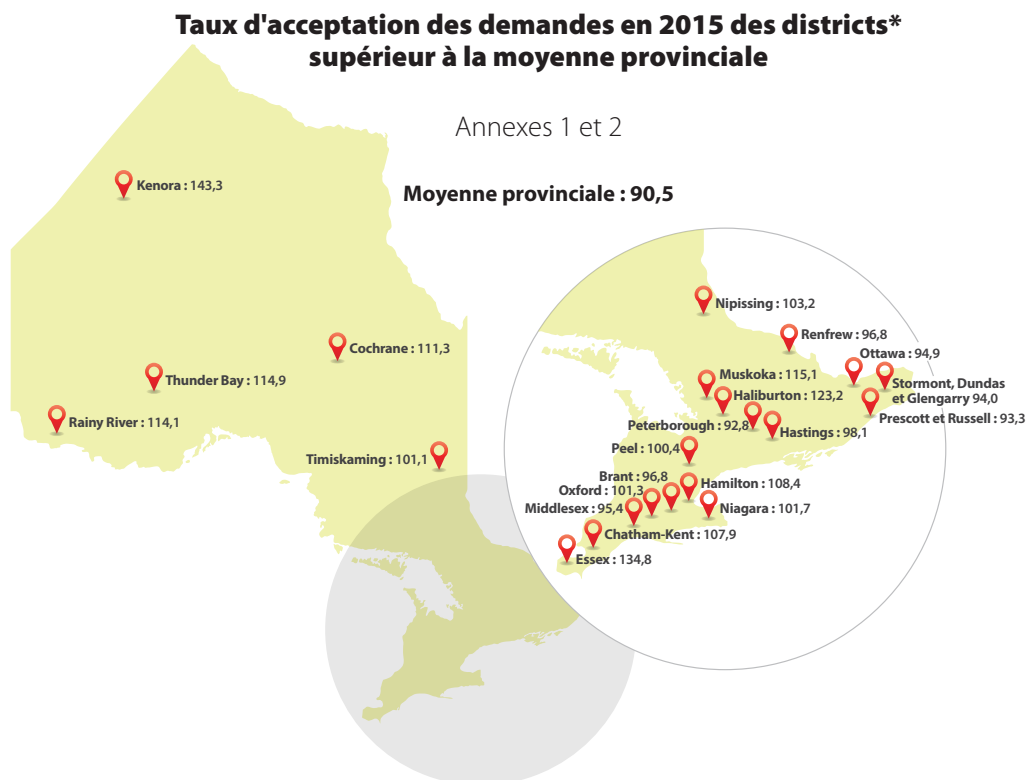 Taux d'acceptation des demandes en 2015 des districts*
supérieur à la moyenne provinciale
Annexes 1 et 2
Moyenne provinciale : 90,5
Kenora : 143,3
Cochrane : 111,3
Thunder Bay : 114,9
Rainy River : 114,1
Timiskaming : 101,1
Nipissing : 103,2
Renfrew : 96,8
Ottawa : 94,9
Stormont, Dundas
et Glengarry 94,0
Prescott et Russell : 93,3
Muskoka : 115,1
Haliburton : 123,2
Peterborough : 92,8
Hastings : 98,1
Peel : 100,4
Brant : 96,8
Hamilton : 108,4
Oxford : 101,3
Niagara : 101,7
Middlesex : 95,4
Chatham-Kent : 107,9
Essex : 134,8